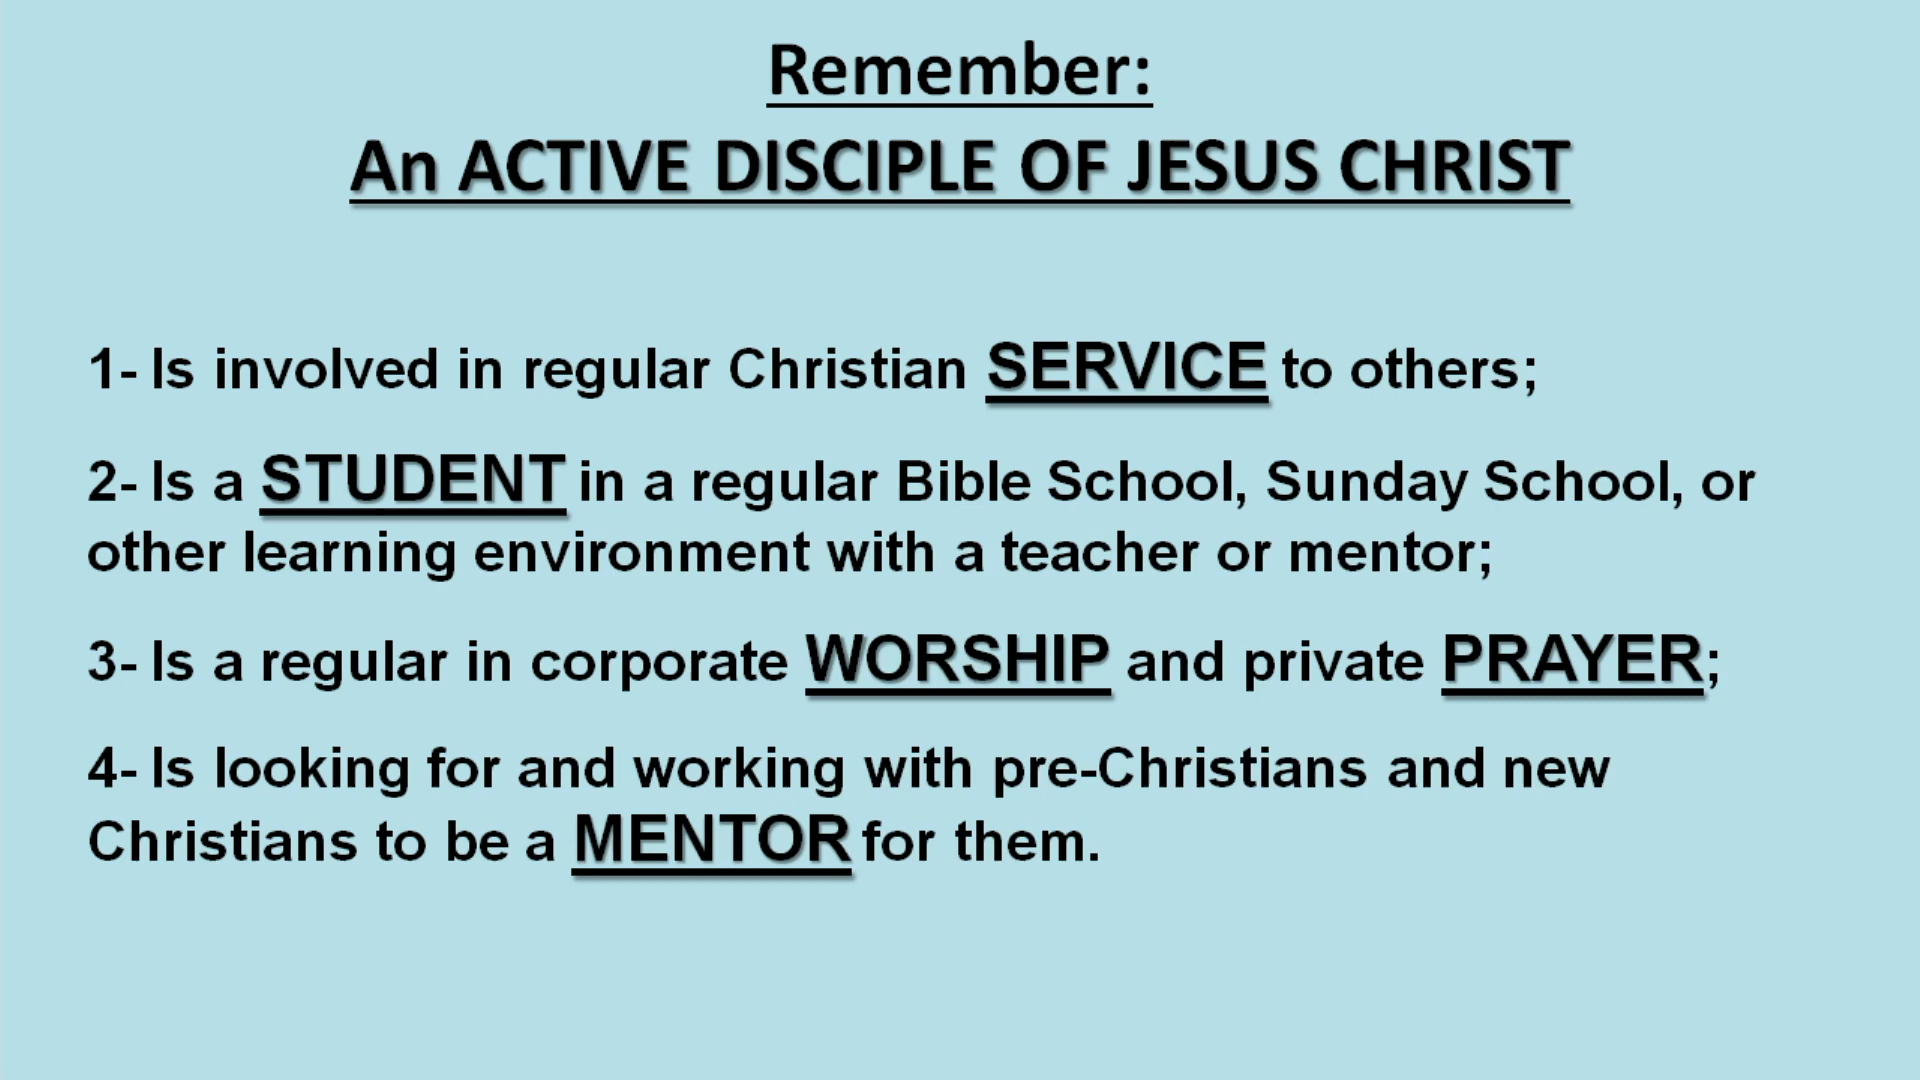 Remember:
An ACTIVE DISCIPLE OF JESUS CHRIST
1- Is involved in regular Christian SERVICE to others;
2- Is a STUDENT in a regular Bible School, Sunday School, or
other learning environment with a teacher or mentor;
3- Is a regular in corporate WORSHIP and private PRAYER;
4- Is looking for and working with pre-Christians and new
Christians to be a MENTOR for them.